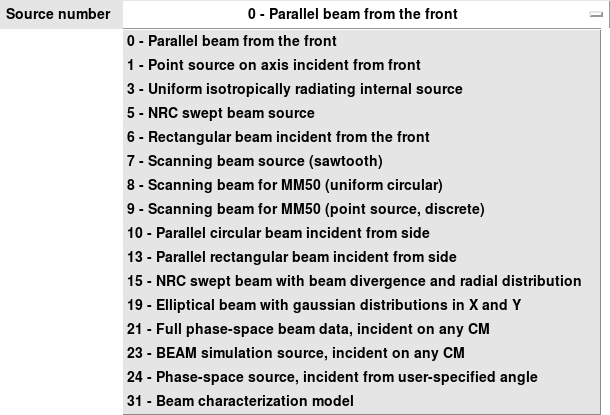 Source number 0 - Parallel beam from the front
0 - Parallel beam from the front
1 - Point source on axis incident from front
3 - Uniform isotropically radiating internal source
5 - NRC swept beam source
6 - Rectangular beam incident from the front
7 - Scanning beam source (sawtooth)
8 - Scanning beam for MM50 (uniform circular)
9 - Scanning beam for MM50 (point source, discrete)
10 - Parallel circular beam incident from side
13 - Parallel rectangular beam incident from side
15 - NRC swept beam with beam divergence and radial distribution
19 - Elliptical beam with gaussian distributions in X and Y
21 - Full phase-space beam data, incident on any CM
23 - BEAM simulation source, incident on any CM
24 - Phase-space source, incident from user-specified angle
31 - Beam characterization model